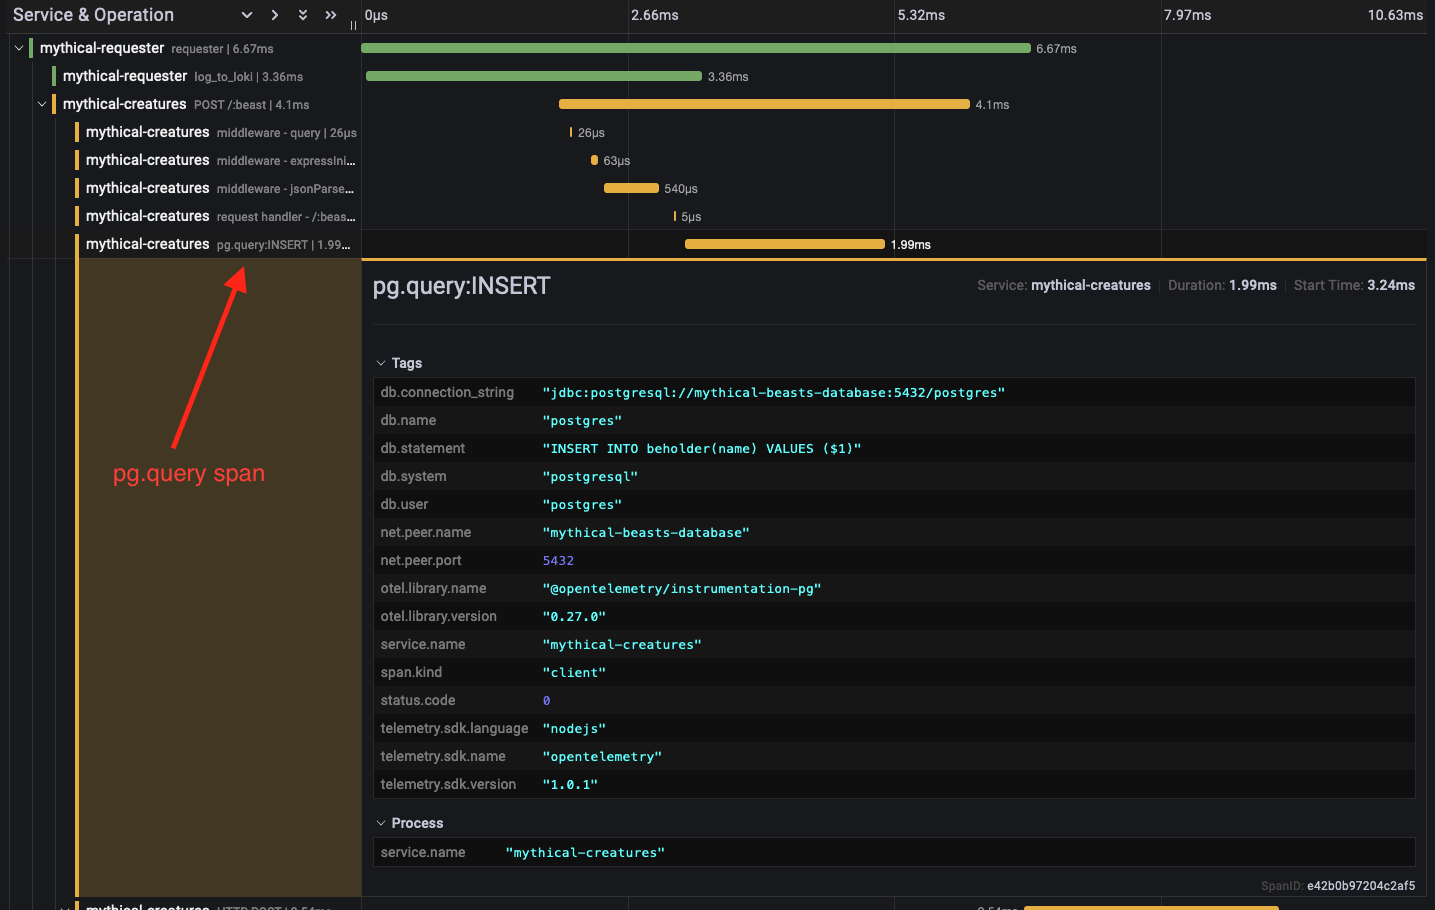 Service & Operation 0μs 2.66ms 5.32ms 7.97ms 10.63ms
mythical-requester requester | 6.67ms 6.67ms
mythical-requester log_to_loki | 3.36ms 3.36ms
mythical-creatures POST /:beast | 4.1ms 4.1ms
mythical-creatures middleware - query | 26μs 26μs
mythical-creatures middleware - expressIni... 63μs
mythical-creatures middleware - jsonParse... 540μs
mythical-creatures request handler - /:beas... 5μs
mythical-creatures pg.query:INSERT | 1.99... 1.99ms
pg.query span
pg.query:INSERT Service: mythical-creatures Duration: 1.99ms Start Time: 3.24ms
Tags
db.connection_string "jdbc:postgresql://mythical-beasts-database:5432/postgres"
db.name "postgres"
db.statement "INSERT INTO beholder(name) VALUES ($1)"
db.system "postgresql"
db.user "postgres"
net.peer.name "mythical-beasts-database"
net.peer.port 5432
otel.library.name "@opentelemetry/instrumentation-pg"
otel.library.version "0.27.0"
service.name "mythical-creatures"
span.kind "client"
status.code 0
telemetry.sdk.language "nodejs"
telemetry.sdk.name "opentelemetry"
telemetry.sdk.version "1.0.1"
Process
service.name "mythical-creatures"
SpanID: e42b0b97204c2af5
mythical-creatures HTTP POST | 2.54ms 2.54ms